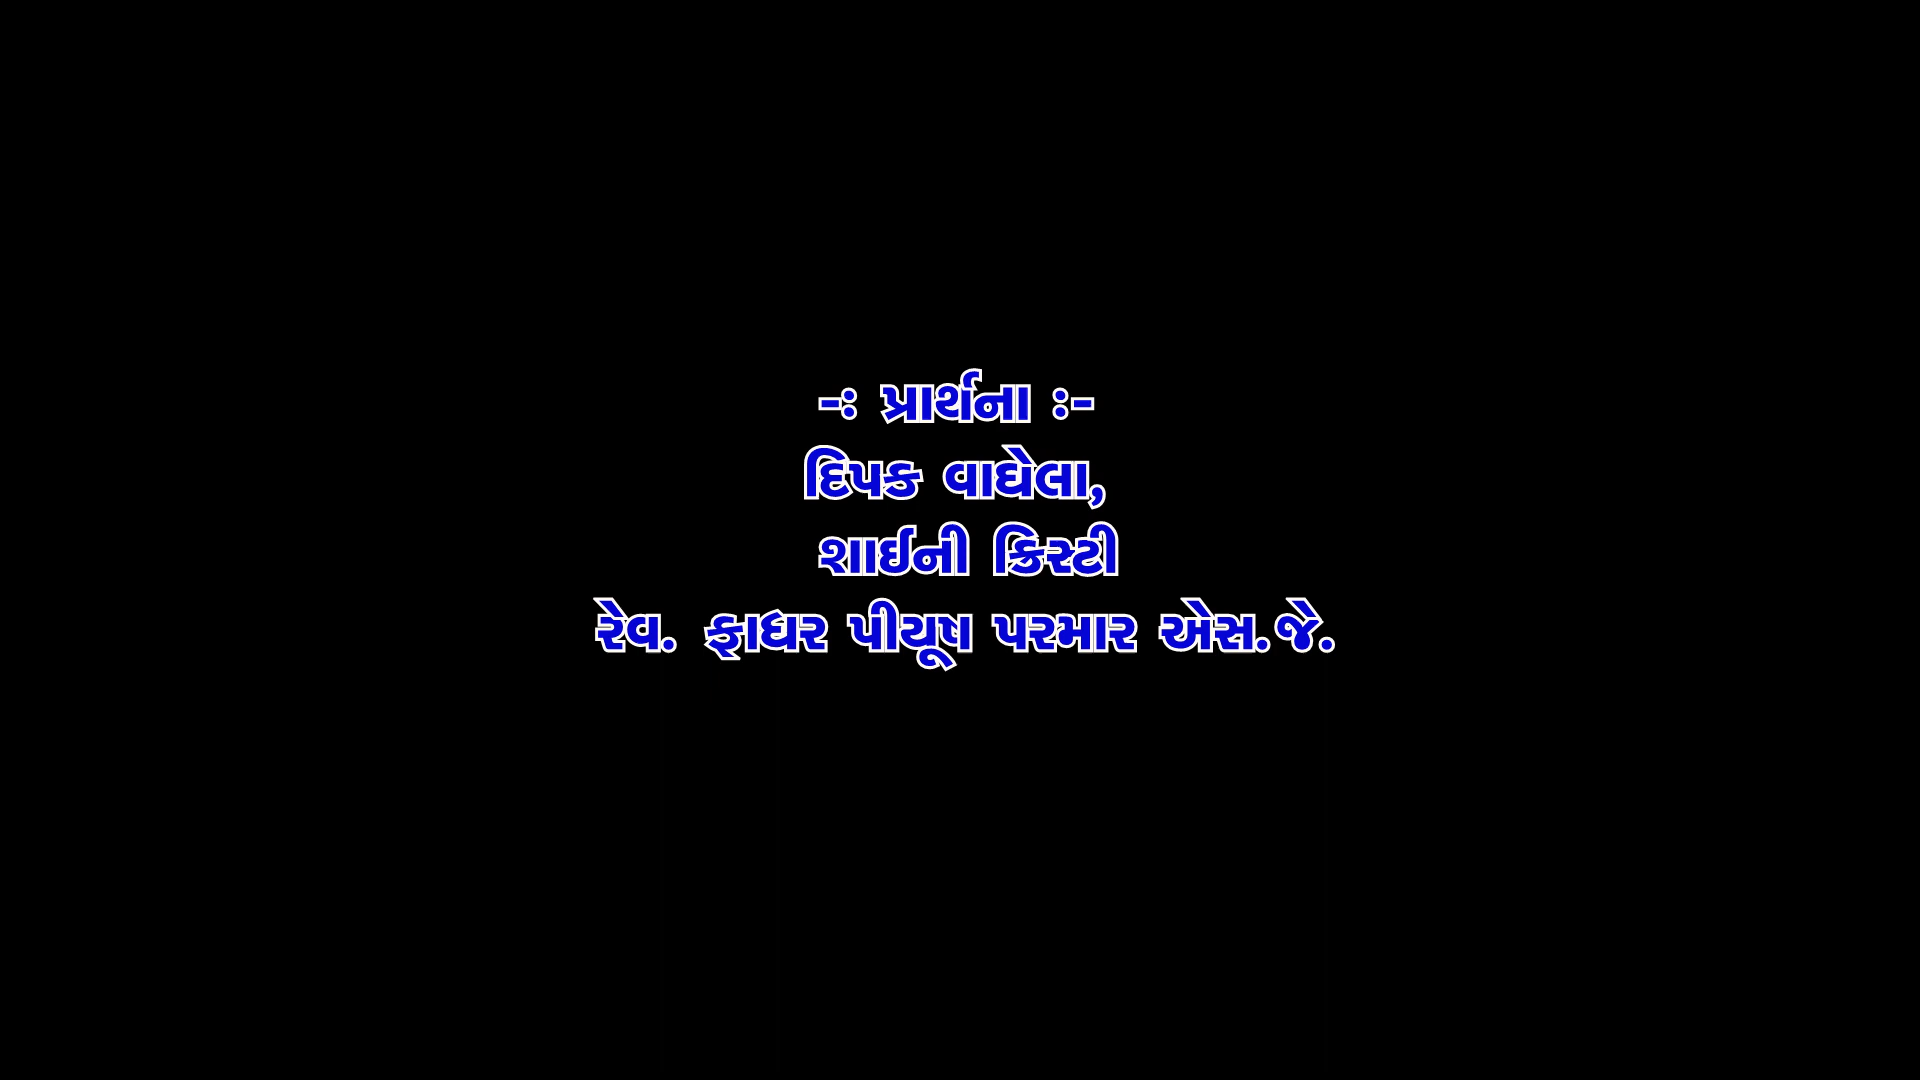 -: પ્રાર્થના :-
દિપક વાઘેલા,
શાઈની ક્રિસ્ટી
રેવ. ફાધર પીયૂષ પરમાર એસ.જે.